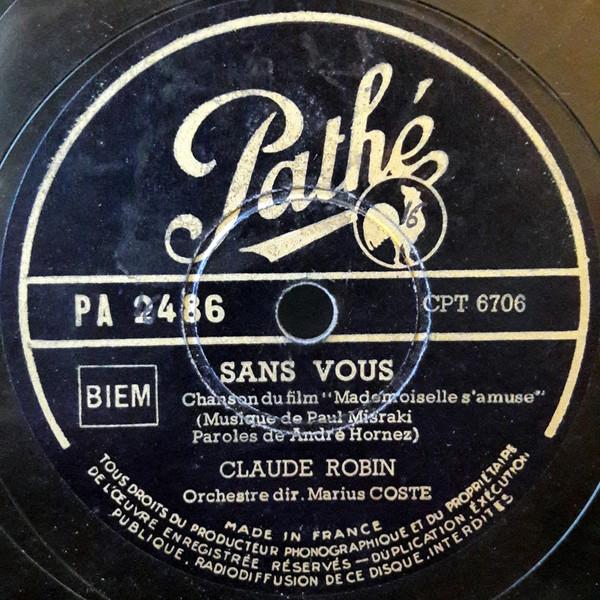 Pathé
16
PA 2486
CPT 6706
BIEM
SANS VOUS
Chanson du film "Mademoiselle s'amuse"
(Musique de Paul Misraki
Paroles de André Hornez)
CLAUDE ROBIN
Orchestre dir. Marius COSTE
MADE IN FRANCE
TOUS DROITS DU PRODUCTEUR PHONOGRAPHIQUE ET DU PROPRIÉTAIRE
DE L'ŒUVRE ENREGISTRÉE RÉSERVÉS — DUPLICATION, EXÉCUTION
PUBLIQUE, RADIODIFFUSION DE CE DISQUE, INTERDITES